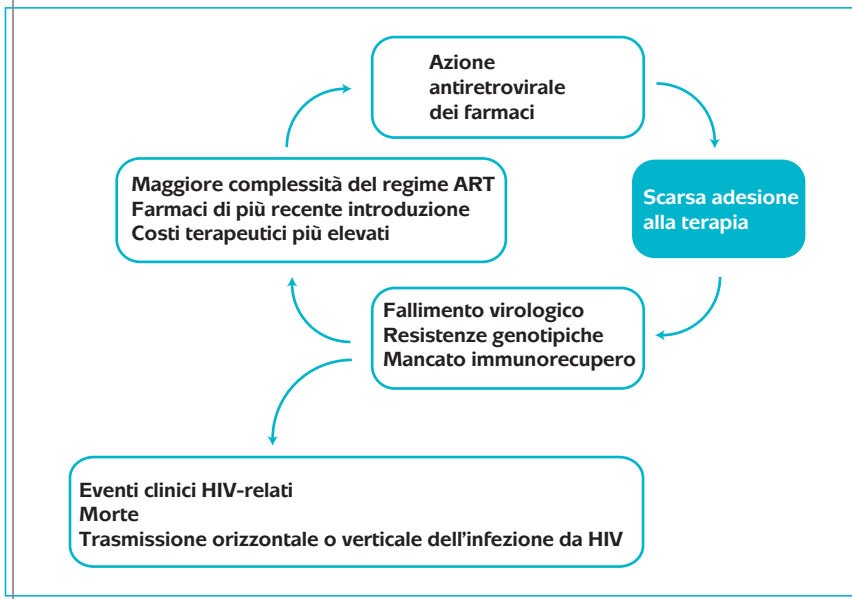 Azione
antiretrovirale
dei farmaci
Maggiore complessità del regime ART
Farmaci di più recente introduzione
Costi terapeutici più elevati
Scarsa adesione
alla terapia
Fallimento virologico
Resistenze genotipiche
Mancato immunorecupero
Eventi clinici HIV-relati
Morte
Trasmissione orizzontale o verticale dell’infezione da HIV